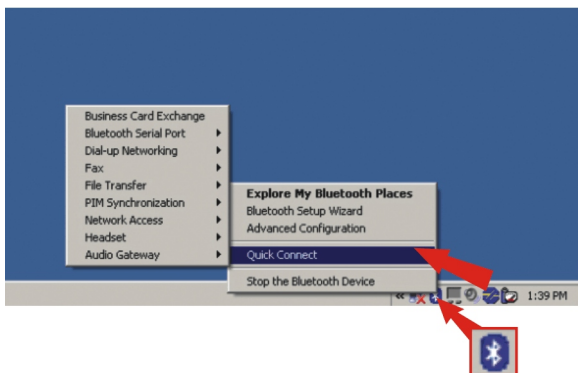 Business Card Exchange
Bluetooth Serial Port
Dial-up Networking
Fax
File Transfer
PIM Synchronization
Network Access
Headset
Audio Gateway
Explore My Bluetooth Places
Bluetooth Setup Wizard
Advanced Configuration
Quick Connect
Stop the Bluetooth Device
1:39 PM